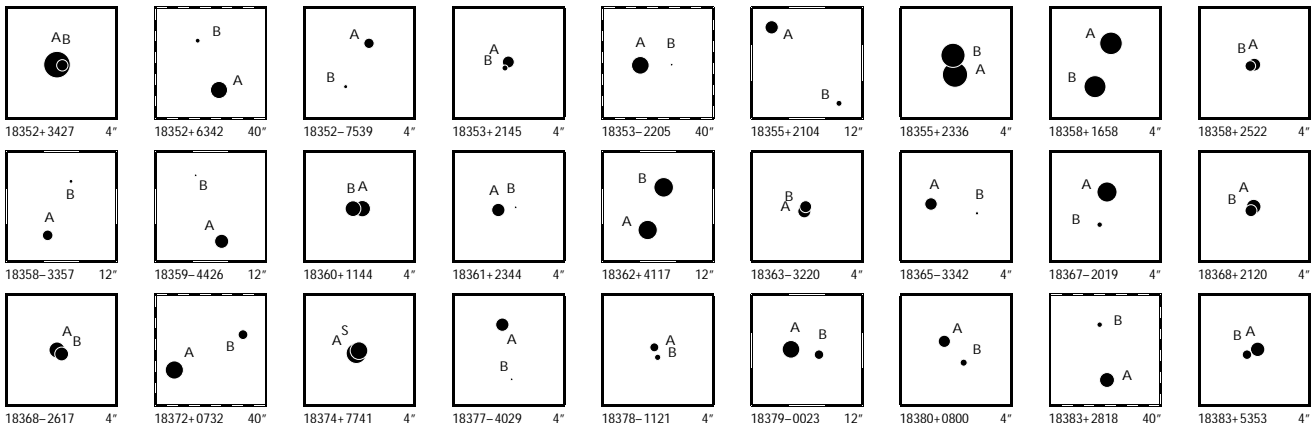 A B
B
A
A
B
A
B
A B
A
B
B
A
A
B
B A
18352+3427 4″ 18352+6342 40″ 18352−7539 4″ 18353+2145 4″ 18353−2205 40″ 18355+2104 12″ 18355+2336 4″ 18358+1658 4″ 18358+2522 4″
B
A
B
A
B A
A B
B
A
B
A
A B
A
B
A
B
18358−3357 12″ 18359−4426 12″ 18360+1144 4″ 18361+2344 4″ 18362+4117 12″ 18363−3220 4″ 18365−3342 4″ 18367−2019 4″ 18368+2120 4″
A
B
A
B
S
A
A
B
A
B
A B
A
B
B
A
B A
18368−2617 4″ 18372+0732 40″ 18374+7741 4″ 18377−4029 4″ 18378−1121 4″ 18379−0023 12″ 18380+0800 4″ 18383+2818 40″ 18383+5353 4″